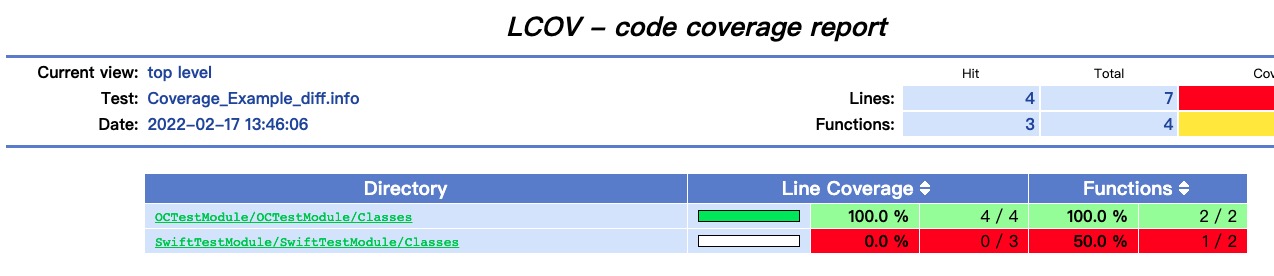 LCOV – code coverage report
Current view: top level Hit Total Cov
Test: Coverage_Example_diff.info Lines: 4 7
Date: 2022–02–17 13:46:06 Functions: 3 4
Directory Line Coverage Functions
OCTestModule/OCTestModule/Classes 100.0 % 4 / 4 100.0 % 2 / 2
SwiftTestModule/SwiftTestModule/Classes 0.0 % 0 / 3 50.0 % 1 / 2